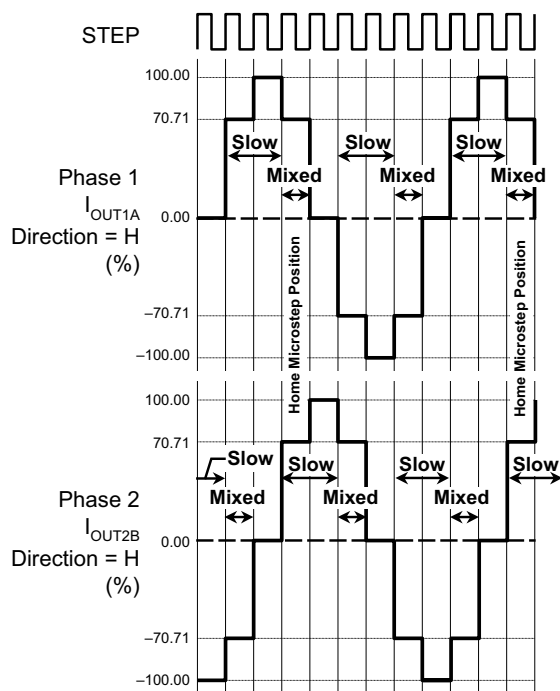 STEP
100.00
70.71
Slow
Slow
Slow
Mixed
Mixed
Mixed
Phase 1
I_OUT1A
Direction = H
(%)
0.00
–70.71
–100.00
Home Microstep Position
Home Microstep Position
100.00
70.71
Slow
Slow
Slow
Slow
Mixed
Mixed
Mixed
Phase 2
I_OUT2B
Direction = H
(%)
0.00
–70.71
–100.00